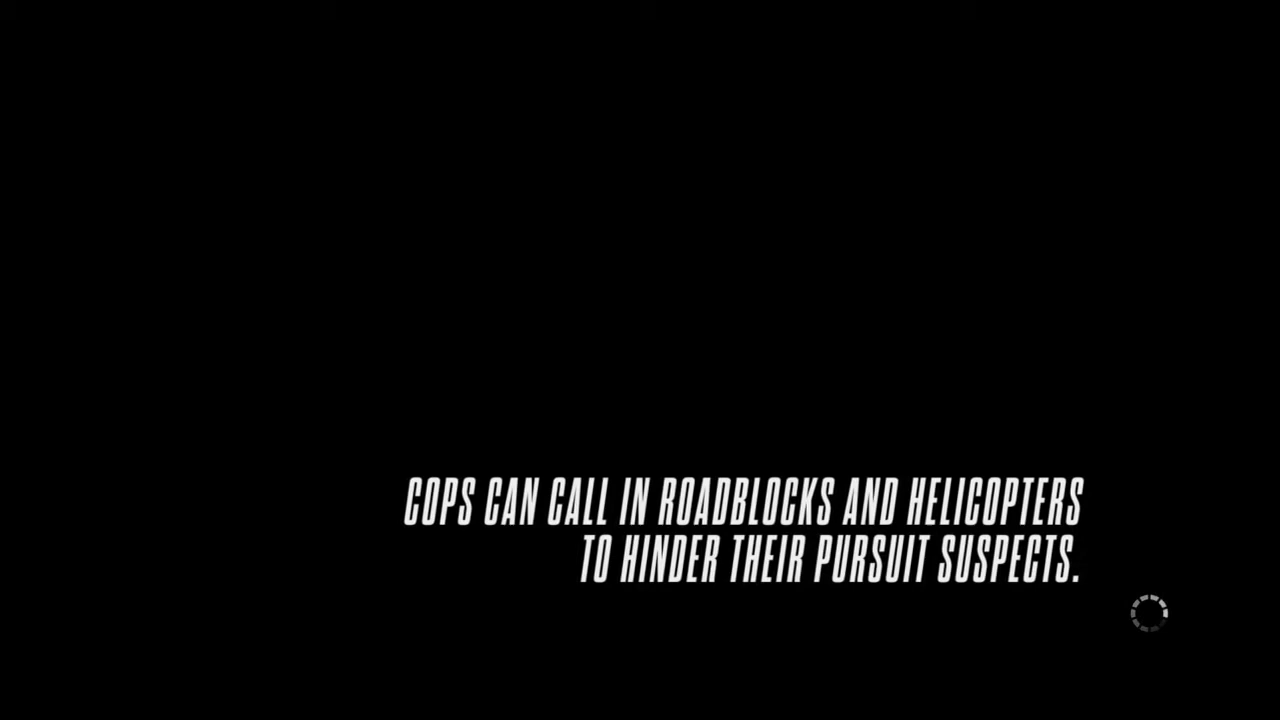 COPS CAN CALL IN ROADBLOCKS AND HELICOPTERS
TO HINDER THEIR PURSUIT SUSPECTS.